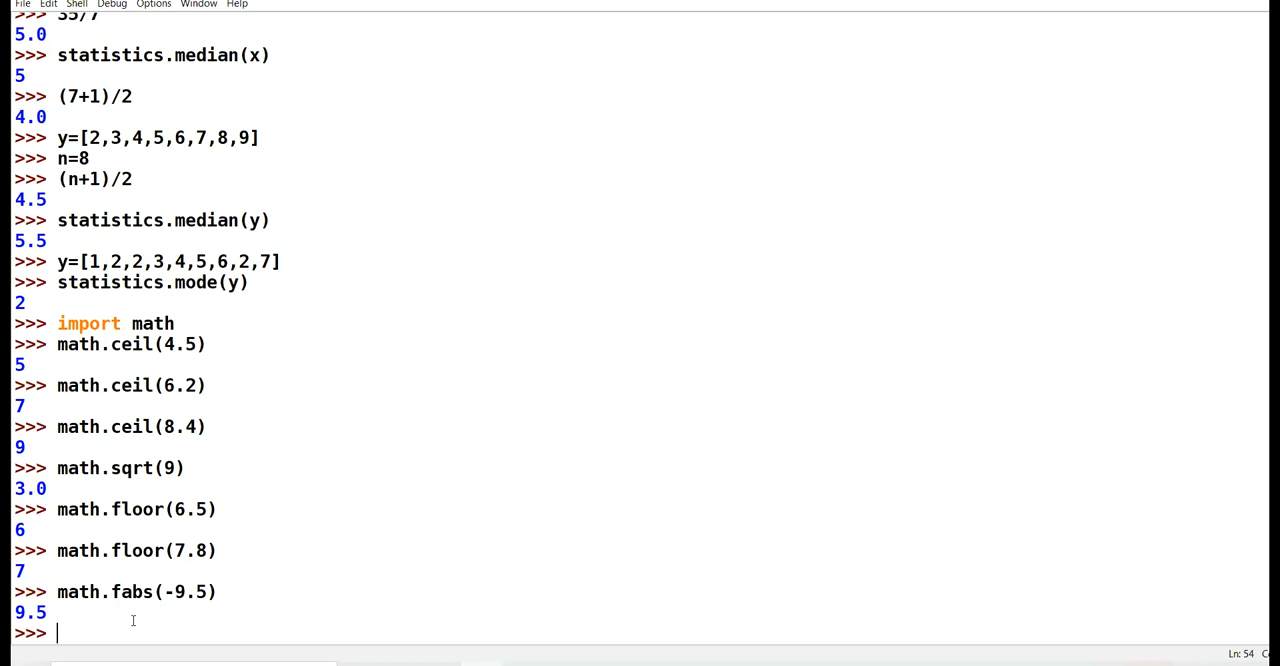 File Edit Shell Debug Options Window Help
>>> 35/7
5.0
>>> statistics.median(x)
5
>>> (7+1)/2
4.0
>>> y=[2,3,4,5,6,7,8,9]
>>> n=8
>>> (n+1)/2
4.5
>>> statistics.median(y)
5.5
>>> y=[1,2,2,3,4,5,6,2,7]
>>> statistics.mode(y)
2
>>> import math
>>> math.ceil(4.5)
5
>>> math.ceil(6.2)
7
>>> math.ceil(8.4)
9
>>> math.sqrt(9)
3.0
>>> math.floor(6.5)
6
>>> math.floor(7.8)
7
>>> math.fabs(-9.5)
9.5
>>>
Ln: 54